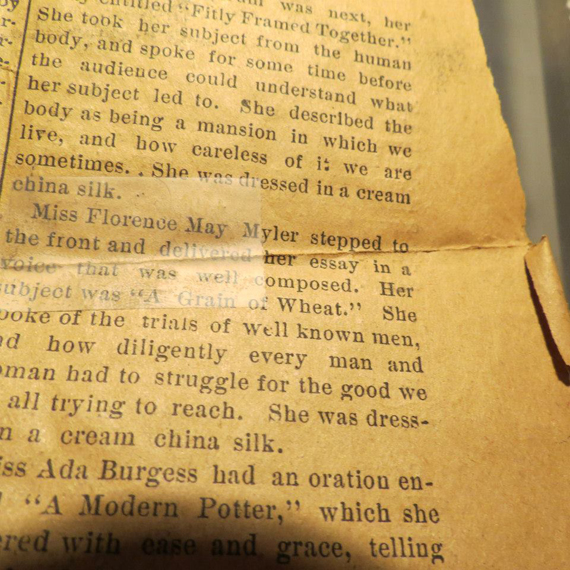 was next, her
entitled "Fitly Framed Together."
She took her subject from the human
body, and spoke for some time before
the audience could understand what
her subject led to. She described the
body as being a mansion in which we
live, and how careless of it we are
sometimes. . She was dressed in a cream
china silk.
Miss Florence May Myler stepped to
the front and delivered her essay in a
voice that was well composed. Her
subject was "A Grain of Wheat." She
poke of the trials of well known men,
nd how diligently every man and
oman had to struggle for the good we
all trying to reach. She was dress-
n a cream china silk.
iss Ada Burgess had an oration en-
"A Modern Potter," which she
ered with ease and grace, telling